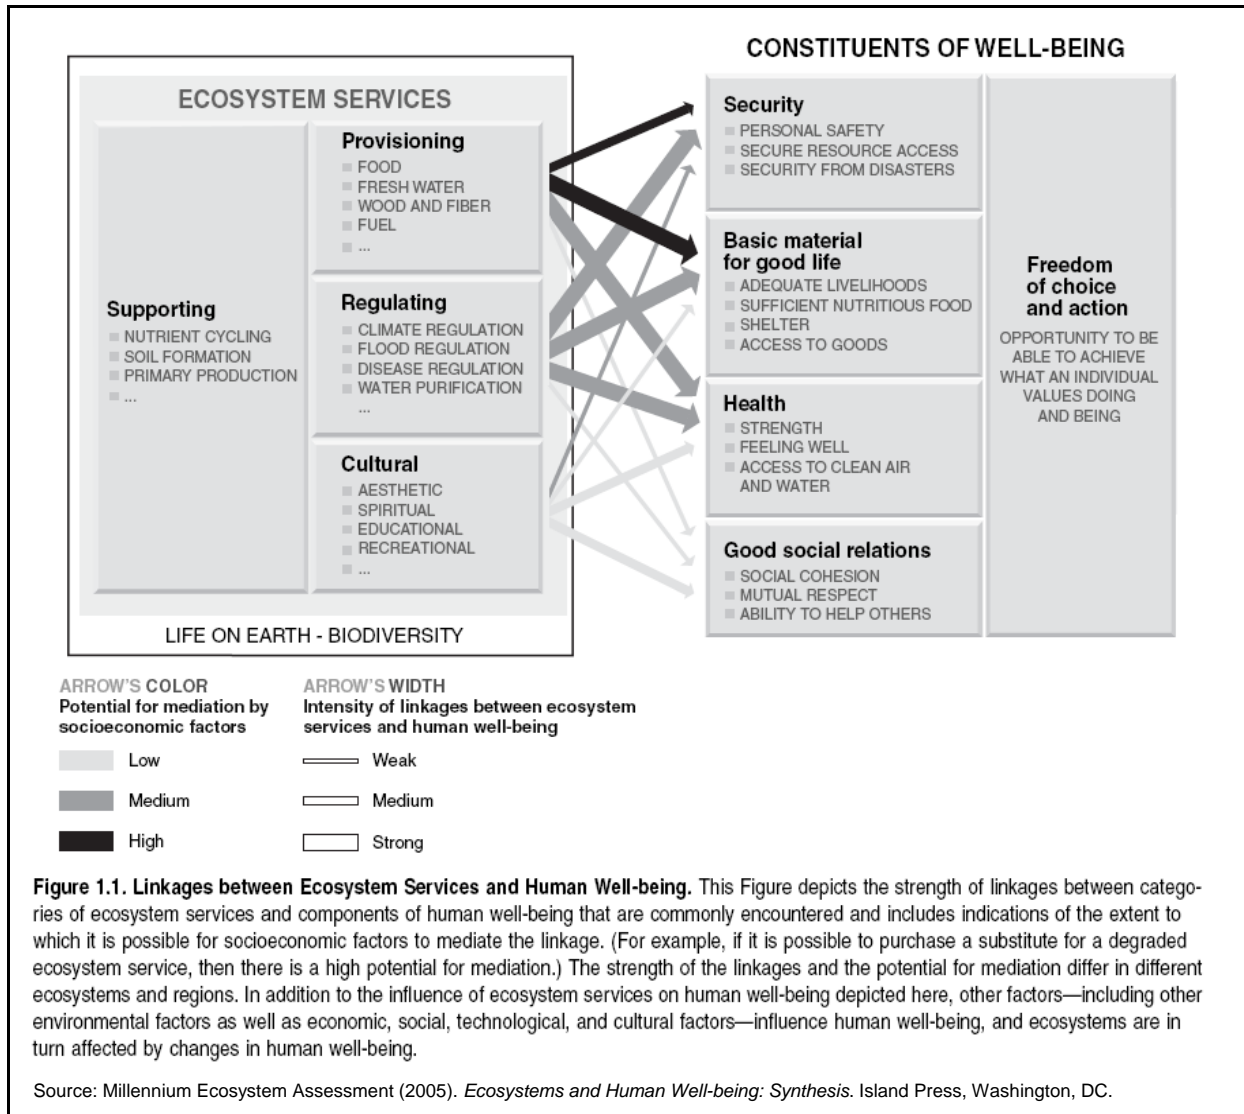 CONSTITUENTS OF WELL-BEING
ECOSYSTEM SERVICES
Supporting
NUTRIENT CYCLING
SOIL FORMATION
PRIMARY PRODUCTION
...
Provisioning
FOOD
FRESH WATER
WOOD AND FIBER
FUEL
...
Regulating
CLIMATE REGULATION
FLOOD REGULATION
DISEASE REGULATION
WATER PURIFICATION
...
Cultural
AESTHETIC
SPIRITUAL
EDUCATIONAL
RECREATIONAL
...
LIFE ON EARTH - BIODIVERSITY
Security
PERSONAL SAFETY
SECURE RESOURCE ACCESS
SECURITY FROM DISASTERS
Basic material
for good life
ADEQUATE LIVELIHOODS
SUFFICIENT NUTRITIOUS FOOD
SHELTER
ACCESS TO GOODS
Health
STRENGTH
FEELING WELL
ACCESS TO CLEAN AIR
AND WATER
Good social relations
SOCIAL COHESION
MUTUAL RESPECT
ABILITY TO HELP OTHERS
Freedom
of choice
and action
OPPORTUNITY TO BE
ABLE TO ACHIEVE
WHAT AN INDIVIDUAL
VALUES DOING
AND BEING
ARROW'S COLOR
Potential for mediation by
socioeconomic factors
Low
Medium
High
ARROW'S WIDTH
Intensity of linkages between ecosystem
services and human well-being
Weak
Medium
Strong
Figure 1.1. Linkages between Ecosystem Services and Human Well-being. This Figure depicts the strength of linkages between catego-
ries of ecosystem services and components of human well-being that are commonly encountered and includes indications of the extent to
which it is possible for socioeconomic factors to mediate the linkage. (For example, if it is possible to purchase a substitute for a degraded
ecosystem service, then there is a high potential for mediation.) The strength of the linkages and the potential for mediation differ in different
ecosystems and regions. In addition to the influence of ecosystem services on human well-being depicted here, other factors—including other
environmental factors as well as economic, social, technological, and cultural factors—influence human well-being, and ecosystems are in
turn affected by changes in human well-being.
Source: Millennium Ecosystem Assessment (2005). Ecosystems and Human Well-being: Synthesis. Island Press, Washington, DC.